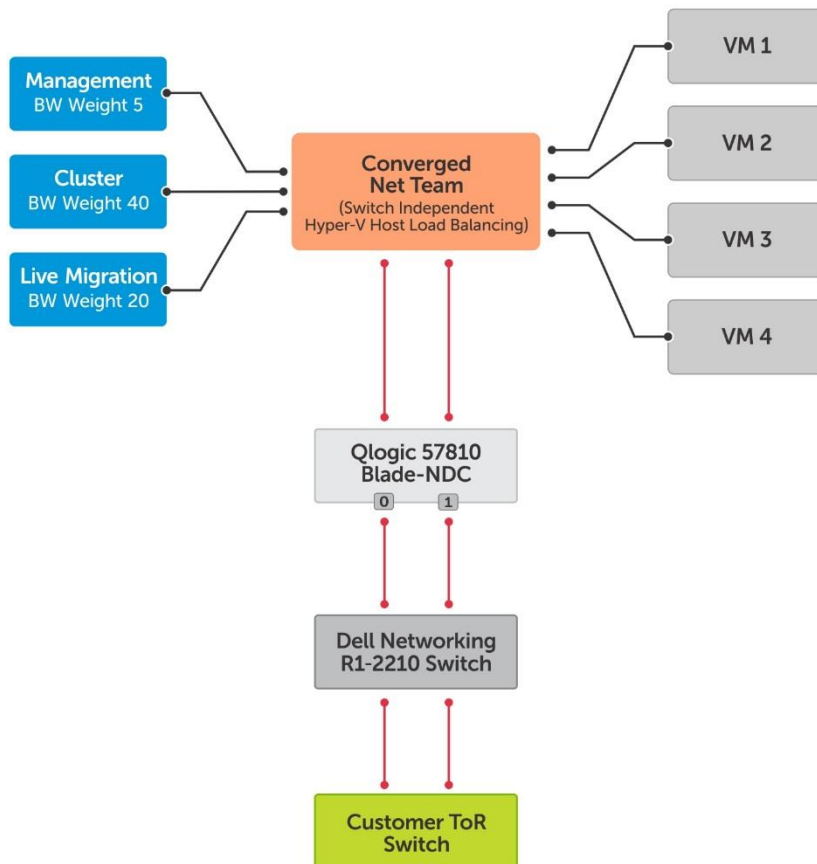 Management
BW Weight 5
Cluster
BW Weight 40
Live Migration
BW Weight 20
Converged
Net Team
(Switch Independent
Hyper-V Host Load Balancing)
VM 1
VM 2
VM 3
VM 4
Qlogic 57810
Blade-NDC
0 1
Dell Networking
R1-2210 Switch
Customer ToR
Switch